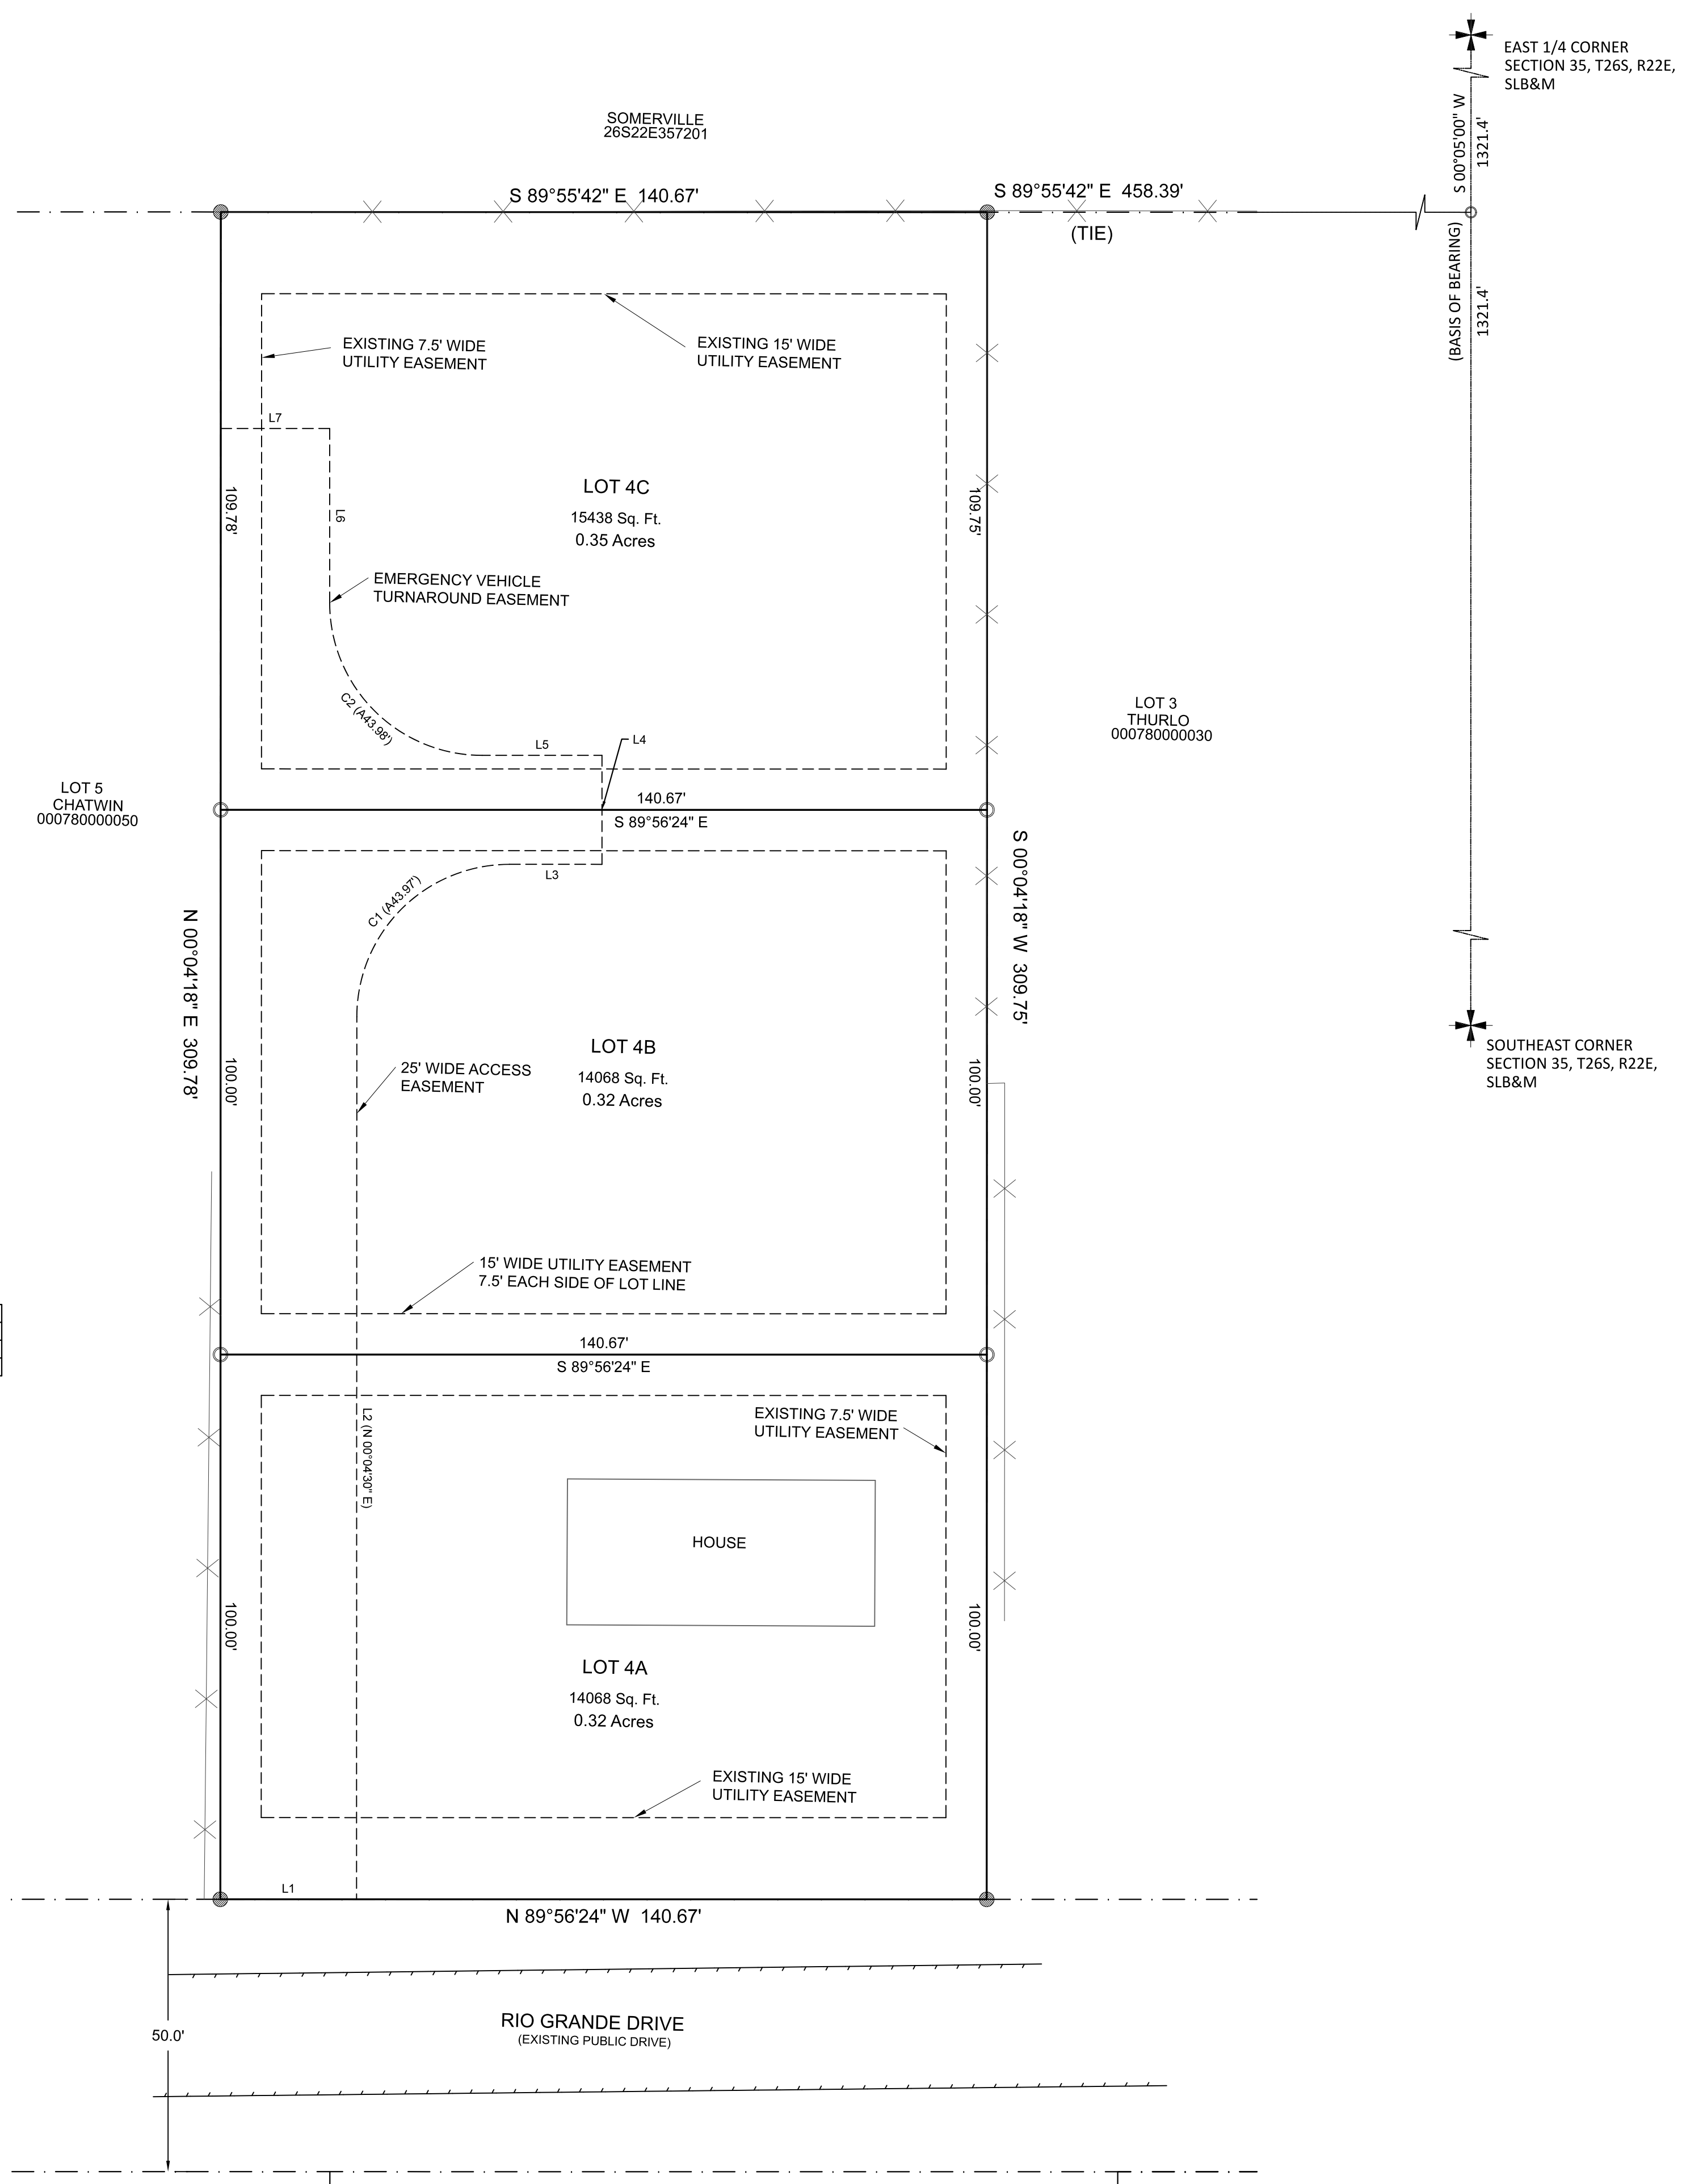 EAST 1/4 CORNER
SECTION 35, T26S, R22E,
SLB&M
S 00°05'00" W
1321.4'
SOMERVILLE
26S22E357201
S 89°55'42" E 140.67'
S 89°55'42" E 458.39'
(TIE)
(BASIS OF BEARING)
1321.4'
EXISTING 7.5' WIDE
UTILITY EASEMENT
EXISTING 15' WIDE
UTILITY EASEMENT
L7
109.78'
L6
LOT 4C
15438 Sq. Ft.
0.35 Acres
109.75'
EMERGENCY VEHICLE
TURNAROUND EASEMENT
C2 (A43.98')
L5
L4
LOT 3
THURLO
000780000030
LOT 5
CHATWIN
000780000050
140.67'
S 89°56'24" E
L3
C1 (A43.97')
N 00°04'18" E 309.78'
S 00°04'18" W 309.75'
SOUTHEAST CORNER
SECTION 35, T26S, R22E,
SLB&M
LOT 4B
14068 Sq. Ft.
0.32 Acres
100.00'
25' WIDE ACCESS
EASEMENT
100.00'
15' WIDE UTILITY EASEMENT
7.5' EACH SIDE OF LOT LINE
140.67'
S 89°56'24" E
L2 (N 00°04'30" E)
EXISTING 7.5' WIDE
UTILITY EASEMENT
HOUSE
100.00'
100.00'
LOT 4A
14068 Sq. Ft.
0.32 Acres
EXISTING 15' WIDE
UTILITY EASEMENT
L1
N 89°56'24" W 140.67'
RIO GRANDE DRIVE
(EXISTING PUBLIC DRIVE)
50.0'